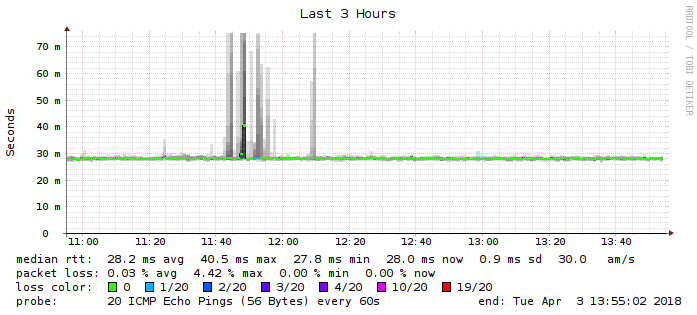 Last 3 Hours
RRDTOOL / TOBI OETIKER
Seconds
70 m
60 m
50 m
40 m
30 m
20 m
10 m
0
11:00 11:20 11:40 12:00 12:20 12:40 13:00 13:20 13:40
median rtt: 28.2 ms avg 40.5 ms max 27.8 ms min 28.0 ms now 0.9 ms sd 30.0 am/s
packet loss: 0.03 % avg 4.42 % max 0.00 % min 0.00 % now
loss color: 0 1/20 2/20 3/20 4/20 10/20 19/20
probe: 20 ICMP Echo Pings (56 Bytes) every 60s end: Tue Apr 3 13:55:02 2018